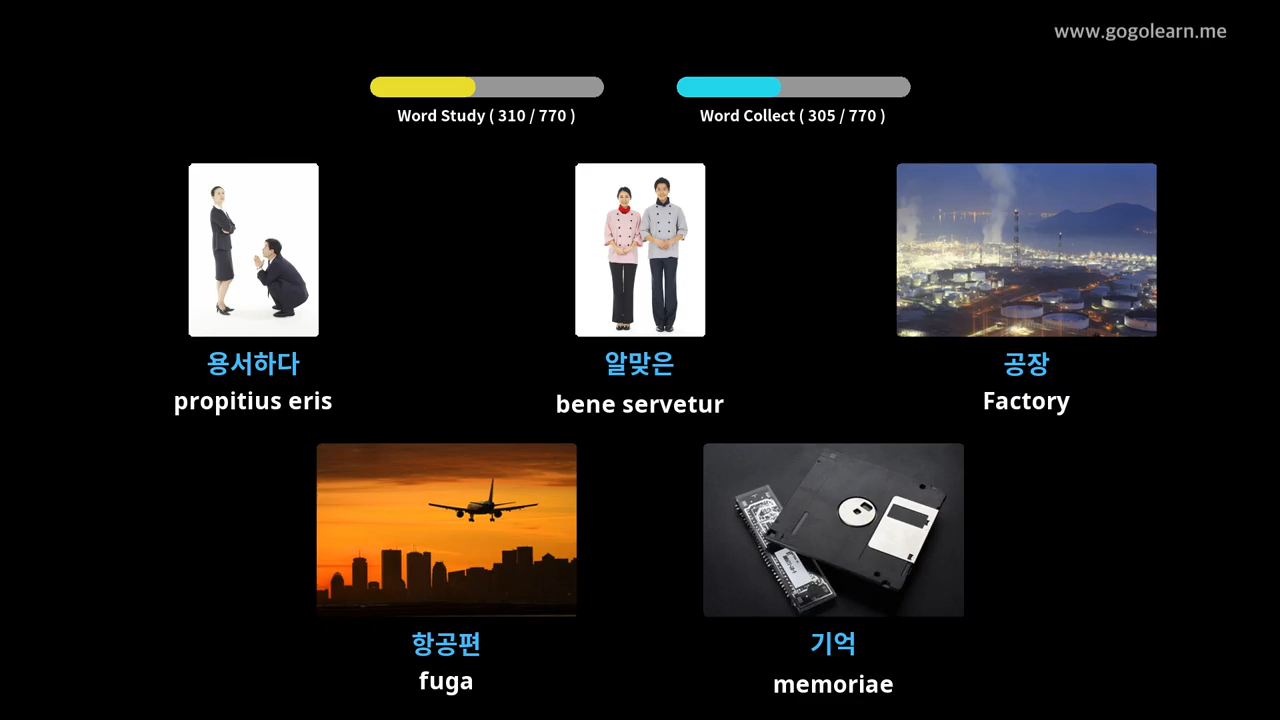 www.gogolearn.me
Word Study ( 310 / 770 )
Word Collect ( 305 / 770 )
용서하다
propitius eris
알맞은
bene servetur
공장
Factory
항공편
fuga
기억
memoriae